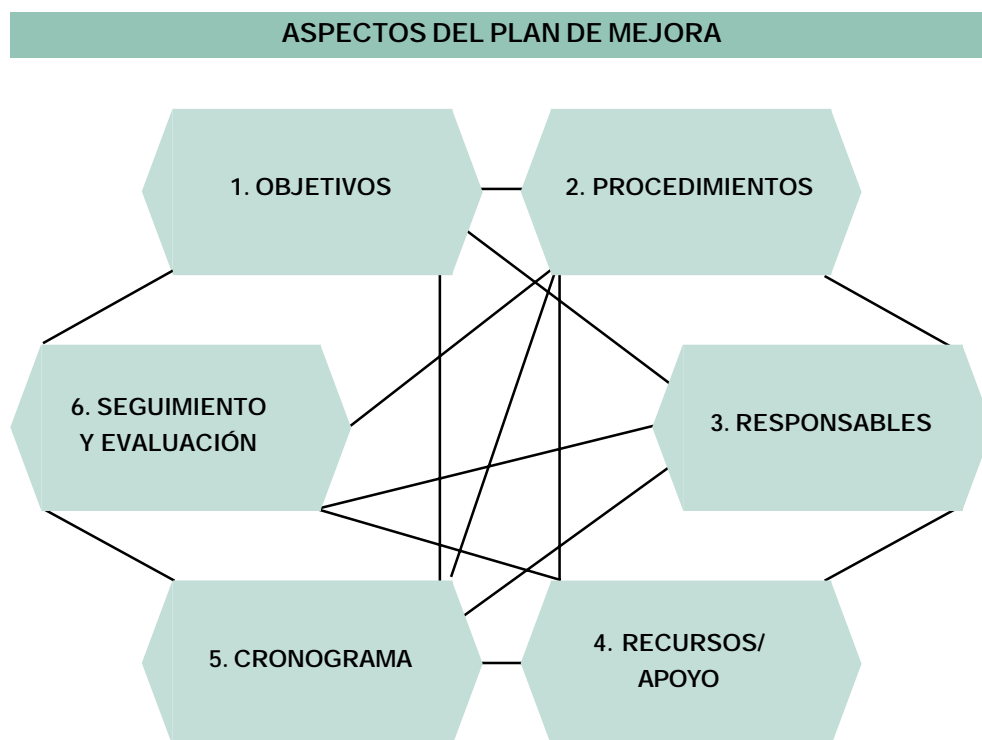 ASPECTOS DEL PLAN DE MEJORA
1. OBJETIVOS
2. PROCEDIMIENTOS
6. SEGUIMIENTO
Y EVALUACIÓN
3. RESPONSABLES
5. CRONOGRAMA
4. RECURSOS/
APOYO